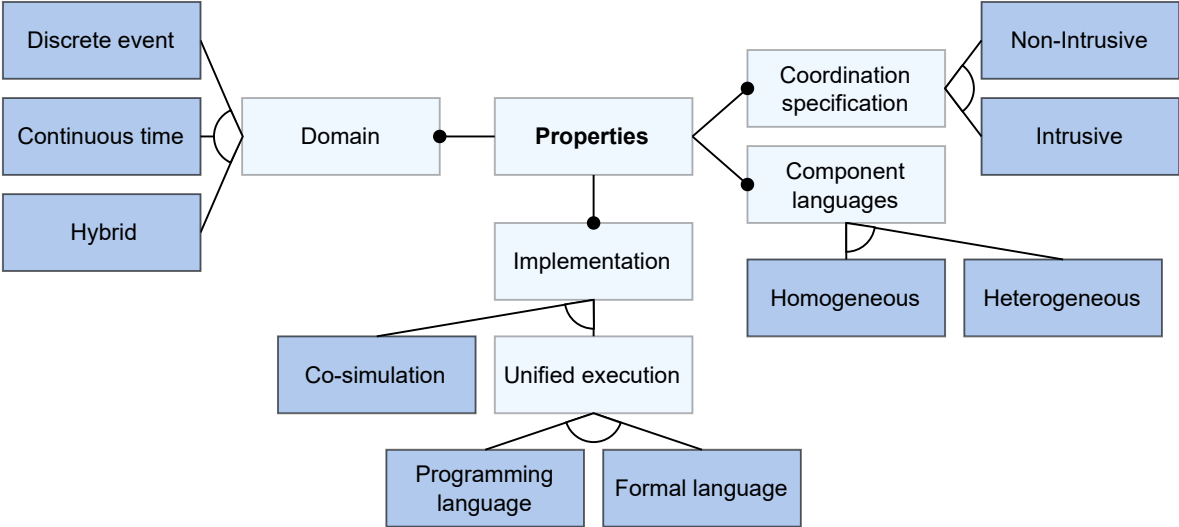 Discrete event
Continuous time
Hybrid
Domain
Properties
Coordination
specification
Non-Intrusive
Intrusive
Component
languages
Homogeneous
Heterogeneous
Implementation
Co-simulation
Unified execution
Programming
language
Formal language